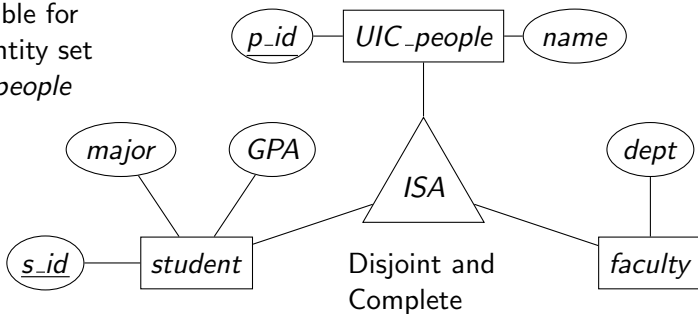 ble for
ntity set
people
p_id
UIC_people
name
major
GPA
ISA
dept
s_id
student
Disjoint and
Complete
faculty